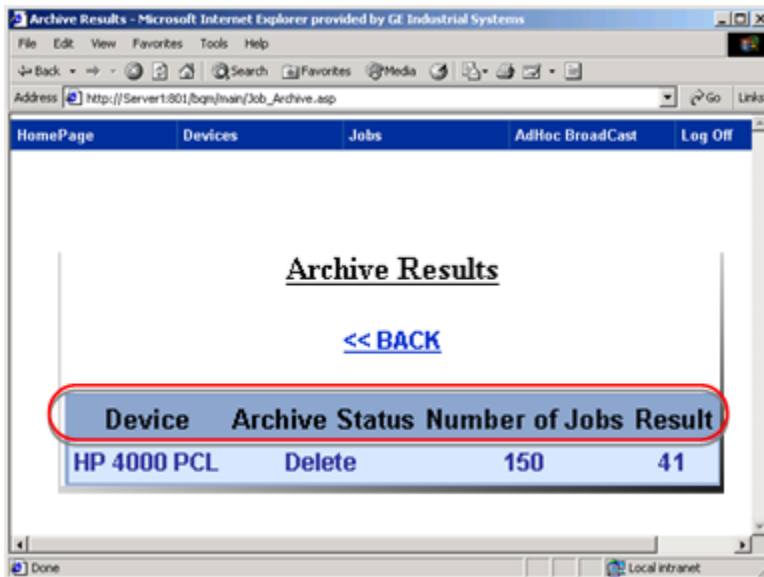 Archive Results - Microsoft Internet Explorer provided by GE Industrial Systems
File Edit View Favorites Tools Help
Back Search Favorites Media
Address http://Server1:801/bqm/main/Job_Archive.asp Go Links
HomePage Devices Jobs AdHoc BroadCast Log Off
Archive Results
<< BACK
Device Archive Status Number of Jobs Result
HP 4000 PCL Delete 150 41
Done Local intranet